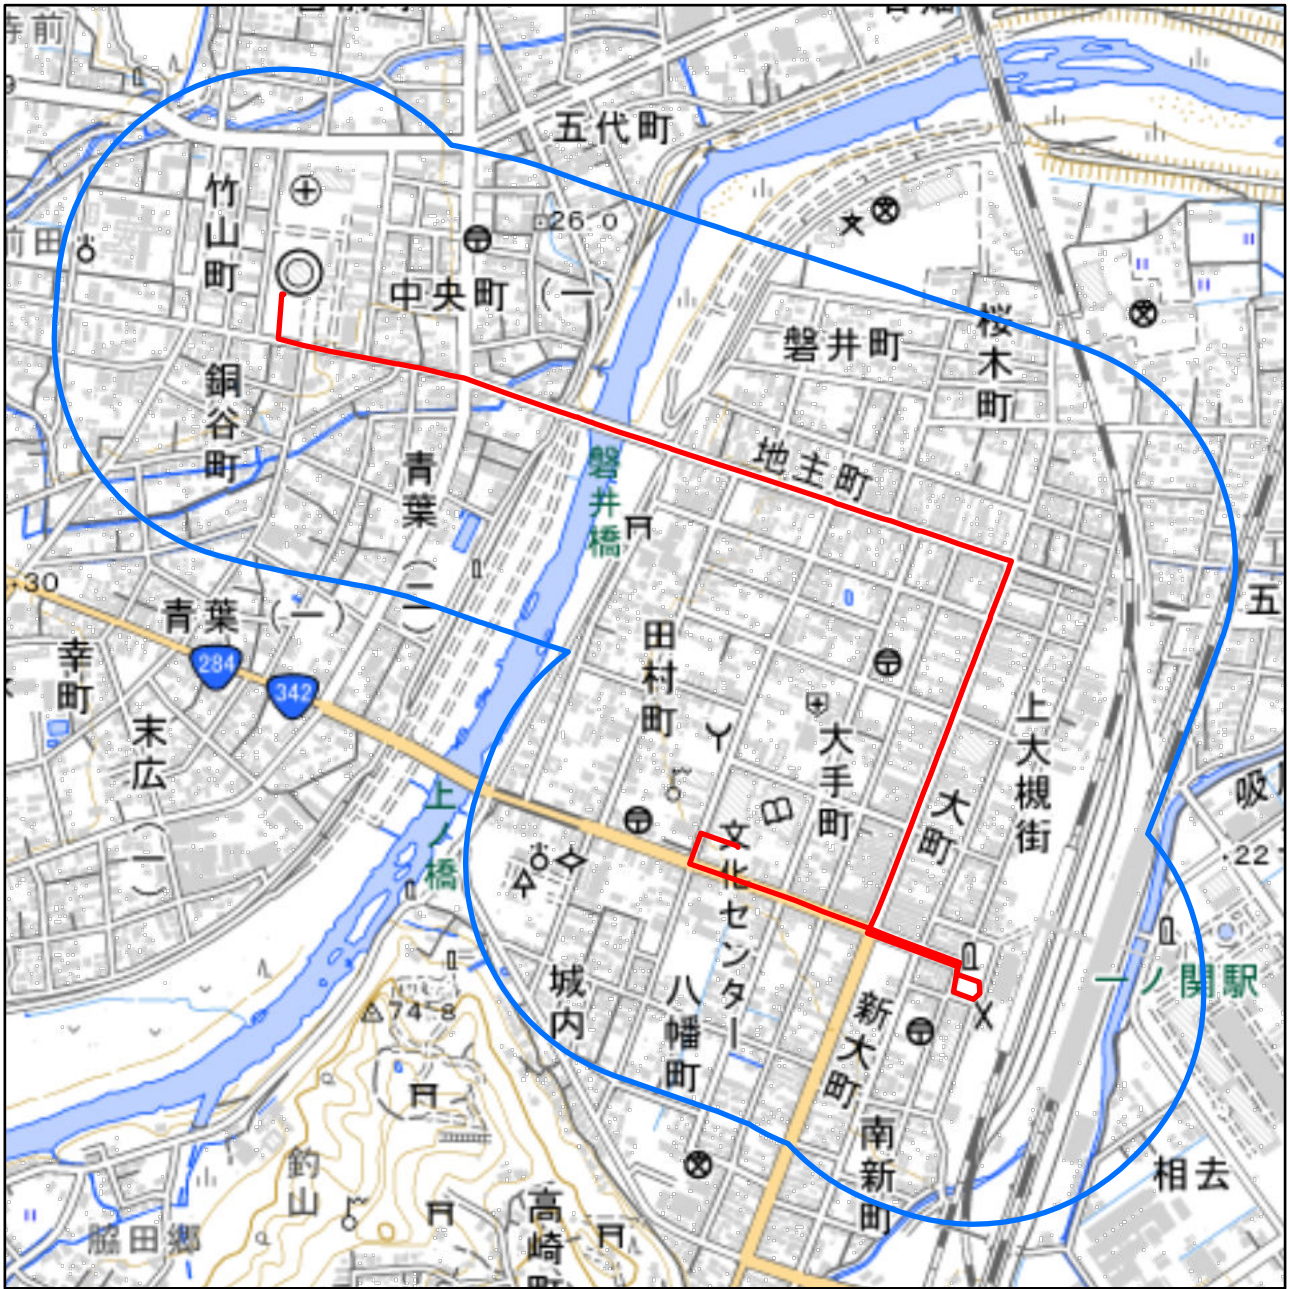 寺前
五代町
竹山町
26.0
前田
中央町(一)
桜木町
磐井町
銅谷町
地主町
青葉(二)
磐井橋
30
青葉(一)
五
284
幸町
田村町
342
上大槻街
末広(一)
大手町
大町
吸
上ノ橋
文化センター
22
城内
八幡町
一ノ関駅
74.8
新大町
南新町
釣山
相去
高崎町
脇田郷